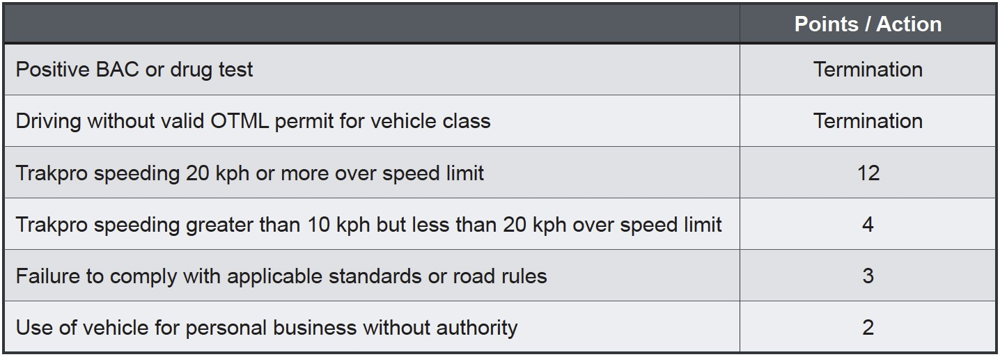 Points / Action
Positive BAC or drug test Termination
Driving without valid OTML permit for vehicle class Termination
Trakpro speeding 20 kph or more over speed limit 12
Trakpro speeding greater than 10 kph but less than 20 kph over speed limit 4
Failure to comply with applicable standards or road rules 3
Use of vehicle for personal business without authority 2